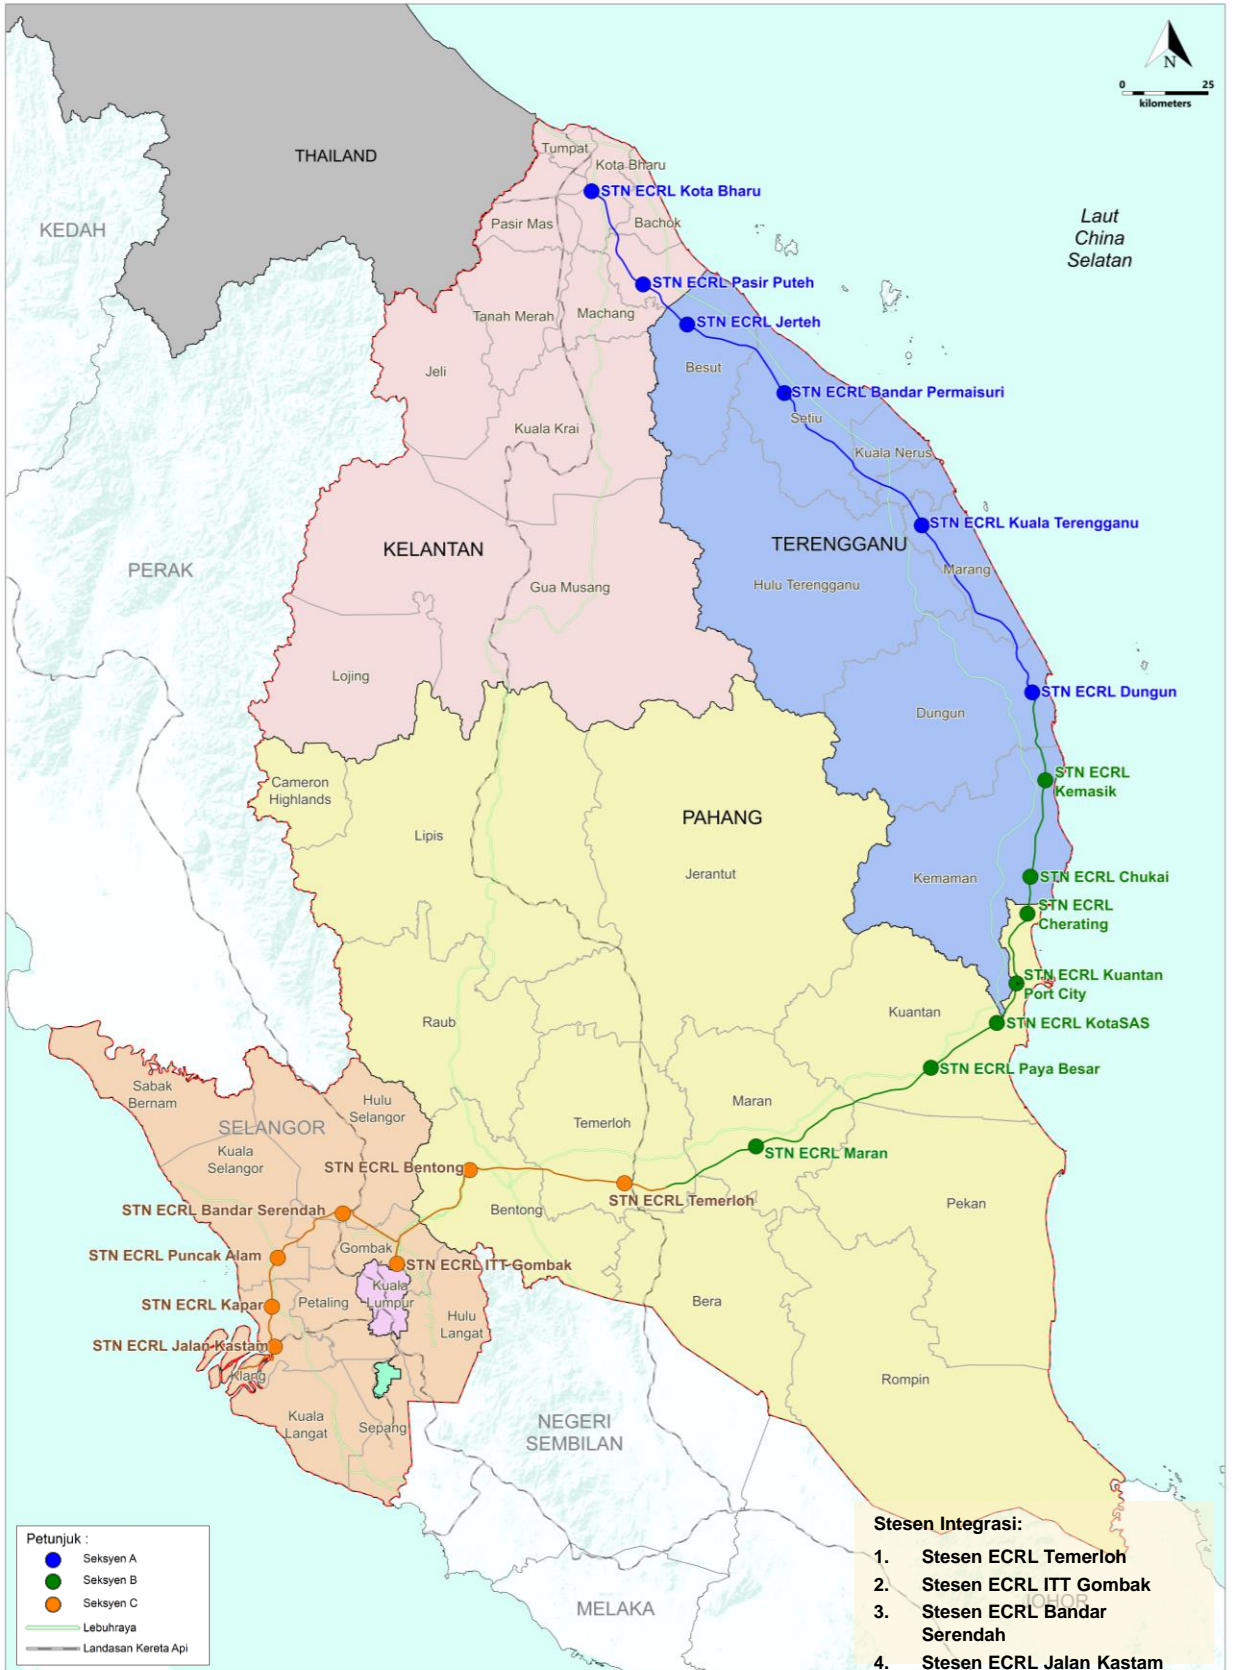 N
0 25
kilometers
THAILAND
KEDAH
PERAK
Laut
China
Selatan
Tumpat
Kota Bharu
STN ECRL Kota Bharu
Pasir Mas
Bachok
STN ECRL Pasir Puteh
Tanah Merah
Machang
STN ECRL Jerteh
Jeli
Besut
STN ECRL Bandar Permaisuri
Setiu
Kuala Krai
Kuala Nerus
STN ECRL Kuala Terengganu
KELANTAN
TERENGGANU
Marang
Gua Musang
Hulu Terengganu
Lojing
STN ECRL Dungun
Dungun
Cameron
Highlands
STN ECRL
Kemasik
PAHANG
Lipis
Jerantut
Kemaman
STN ECRL Chukai
STN ECRL
Cherating
STN ECRL Kuantan
Port City
Kuantan
Raub
STN ECRL KotaSAS
STN ECRL Paya Besar
Sabak
Bernam
Hulu
Selangor
Maran
Temerloh
SELANGOR
Kuala
Selangor
STN ECRL Maran
STN ECRL Bentong
STN ECRL Temerloh
Pekan
STN ECRL Bandar Serendah
Bentong
Gombak
STN ECRL Puncak Alam
STN ECRL ITT Gombak
Kuala
Lumpur
STN ECRL Kapar
Petaling
Bera
Hulu
Langat
STN ECRL Jalan Kastam
Klang
Rompin
Kuala
Langat
Sepang
NEGERI
SEMBILAN
MELAKA
JOHOR
Petunjuk :
Seksyen A
Seksyen B
Seksyen C
Lebuhraya
Landasan Kereta Api
Stesen Integrasi:
1. Stesen ECRL Temerloh
2. Stesen ECRL ITT Gombak
3. Stesen ECRL Bandar
Serendah
4. Stesen ECRL Jalan Kastam